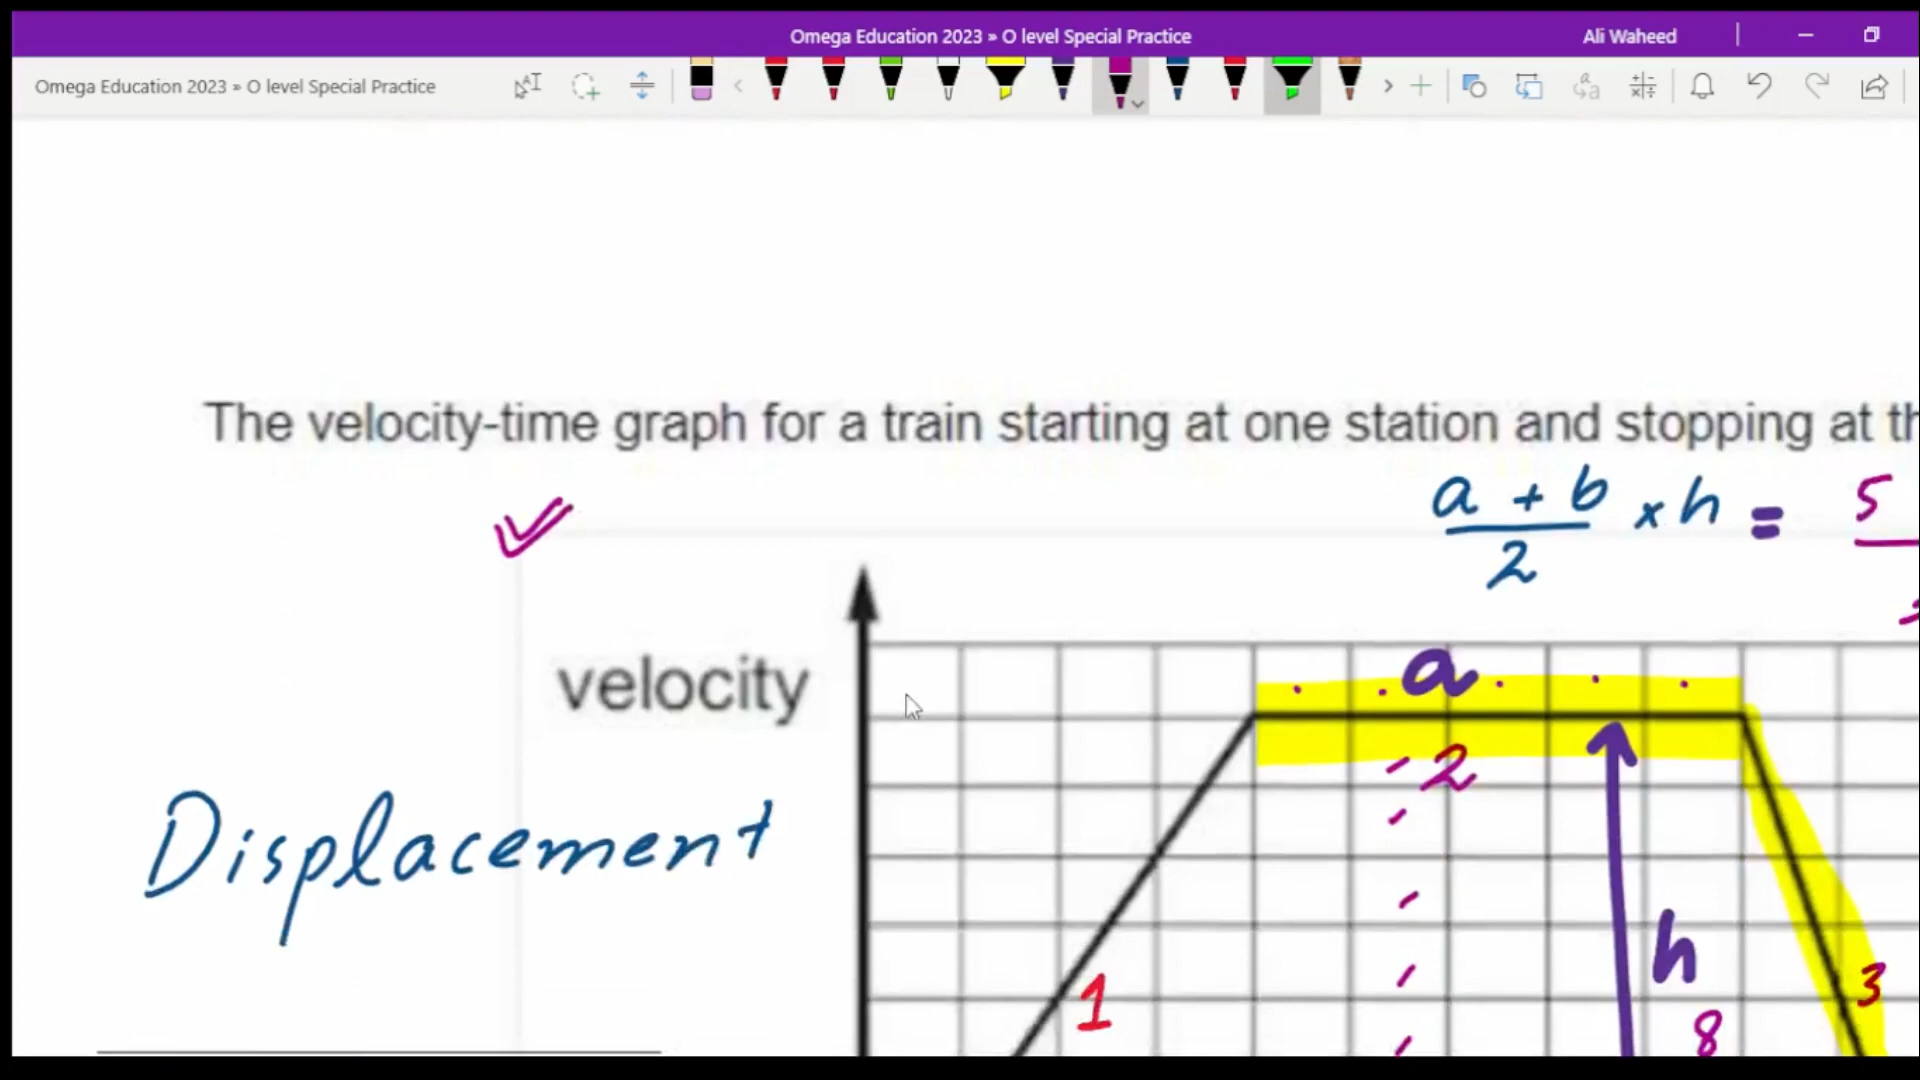 Omega Education 2023 » O level Special Practice
Ali Waheed
Omega Education 2023 » O level Special Practice
The velocity-time graph for a train starting at one station and stopping at th
a + b × h = 5
2
velocity
a
2
Displacement
h
1
3
8